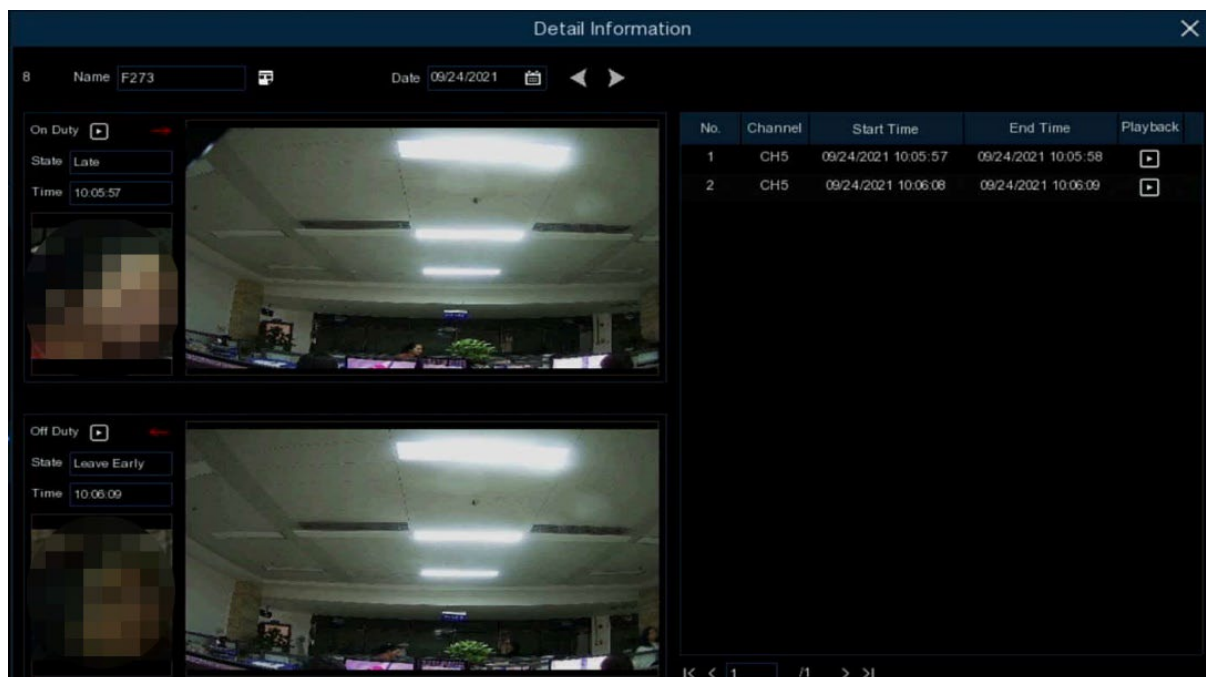 Detail Information
8 Name F273 Date 09/24/2021
On Duty
State Late
Time 10:05:57
Off Duty
State Leave Early
Time 10:06:09
No. Channel Start Time End Time Playback
1 CH5 09/24/2021 10:05:57 09/24/2021 10:05:58
2 CH5 09/24/2021 10:06:08 09/24/2021 10:06:09
1 /1